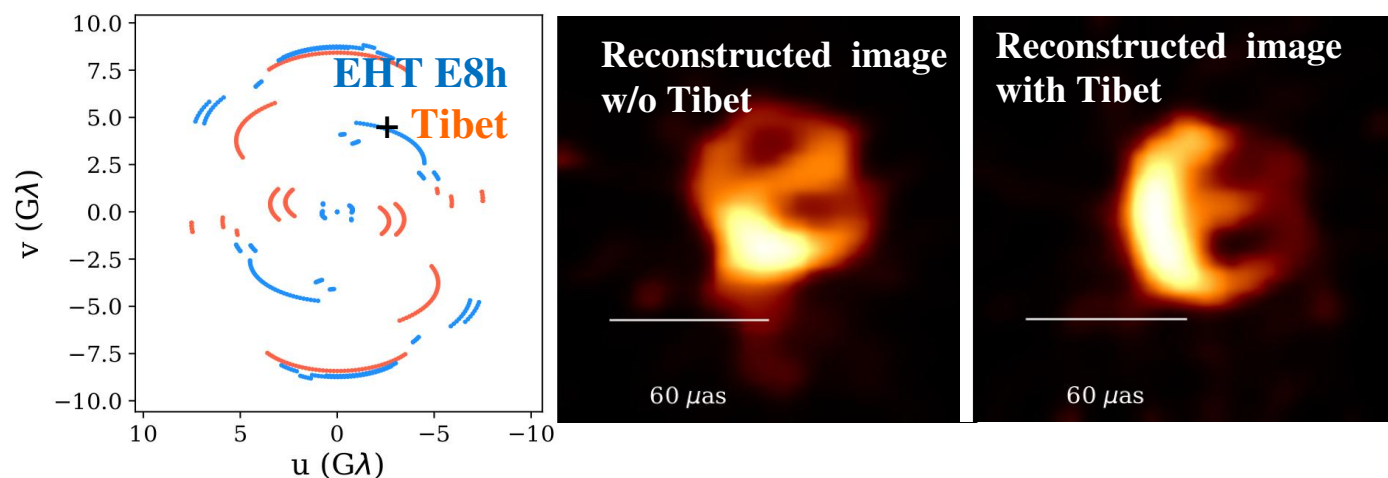 10.0
7.5
5.0
2.5
0.0
−2.5
−5.0
−7.5
−10.0
v (Gλ)
10
5
0
−5
−10
u (Gλ)
EHT E8h
Tibet
Reconstructed image
w/o Tibet
60 μas
Reconstructed image
with Tibet
60 μas